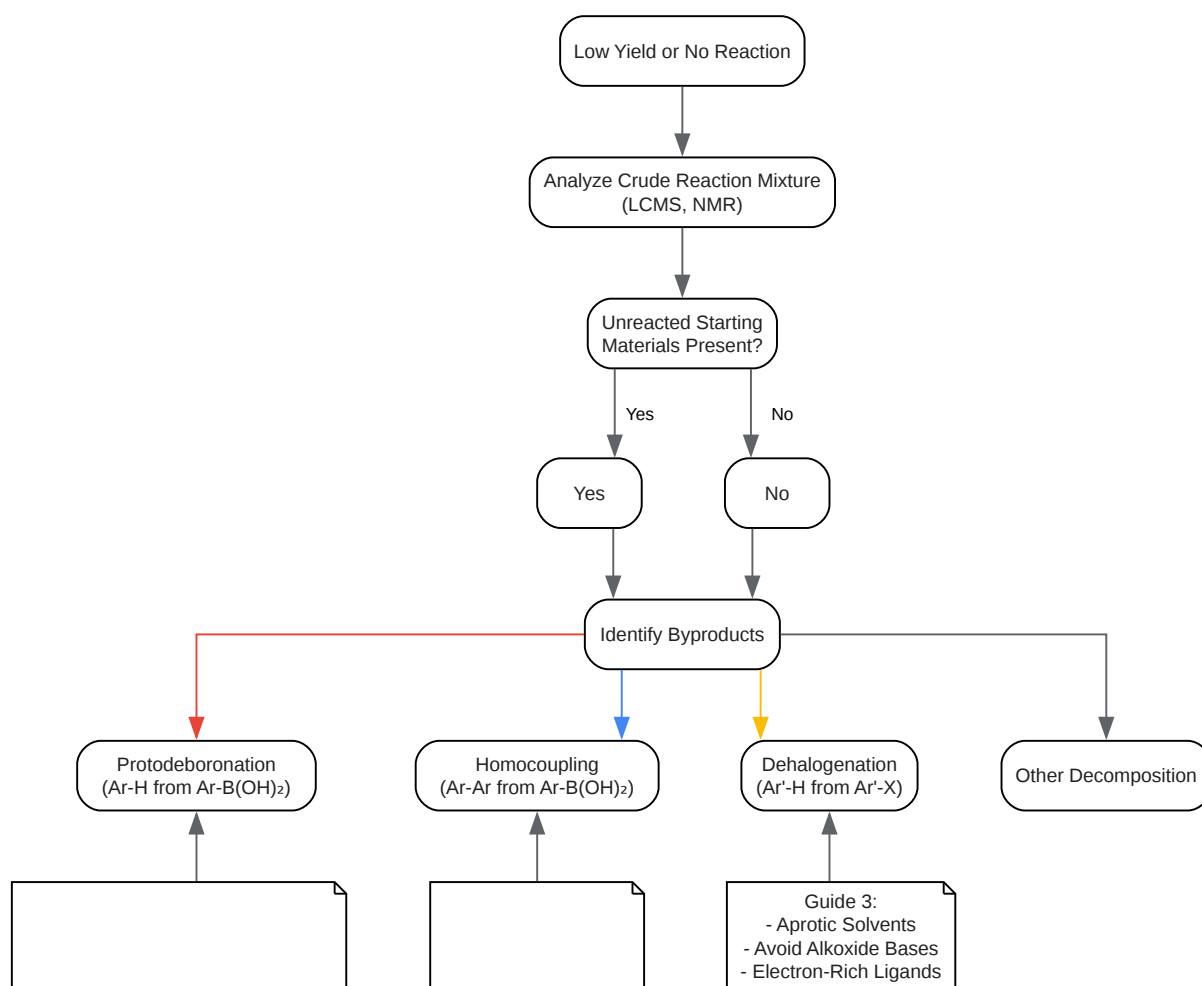 Low Yield or No Reaction
Analyze Crude Reaction Mixture
(LCMS, NMR)
Unreacted Starting
Materials Present?
Yes
No
Yes
No
Identify Byproducts
Protodeboronation
(Ar-H from Ar-B(OH)₂)
Homocoupling
(Ar-Ar from Ar-B(OH)₂)
Dehalogenation
(Ar'-H from Ar'-X)
Other Decomposition
Guide 3:
- Aprotic Solvents
- Avoid Alkoxide Bases
- Electron-Rich Ligands